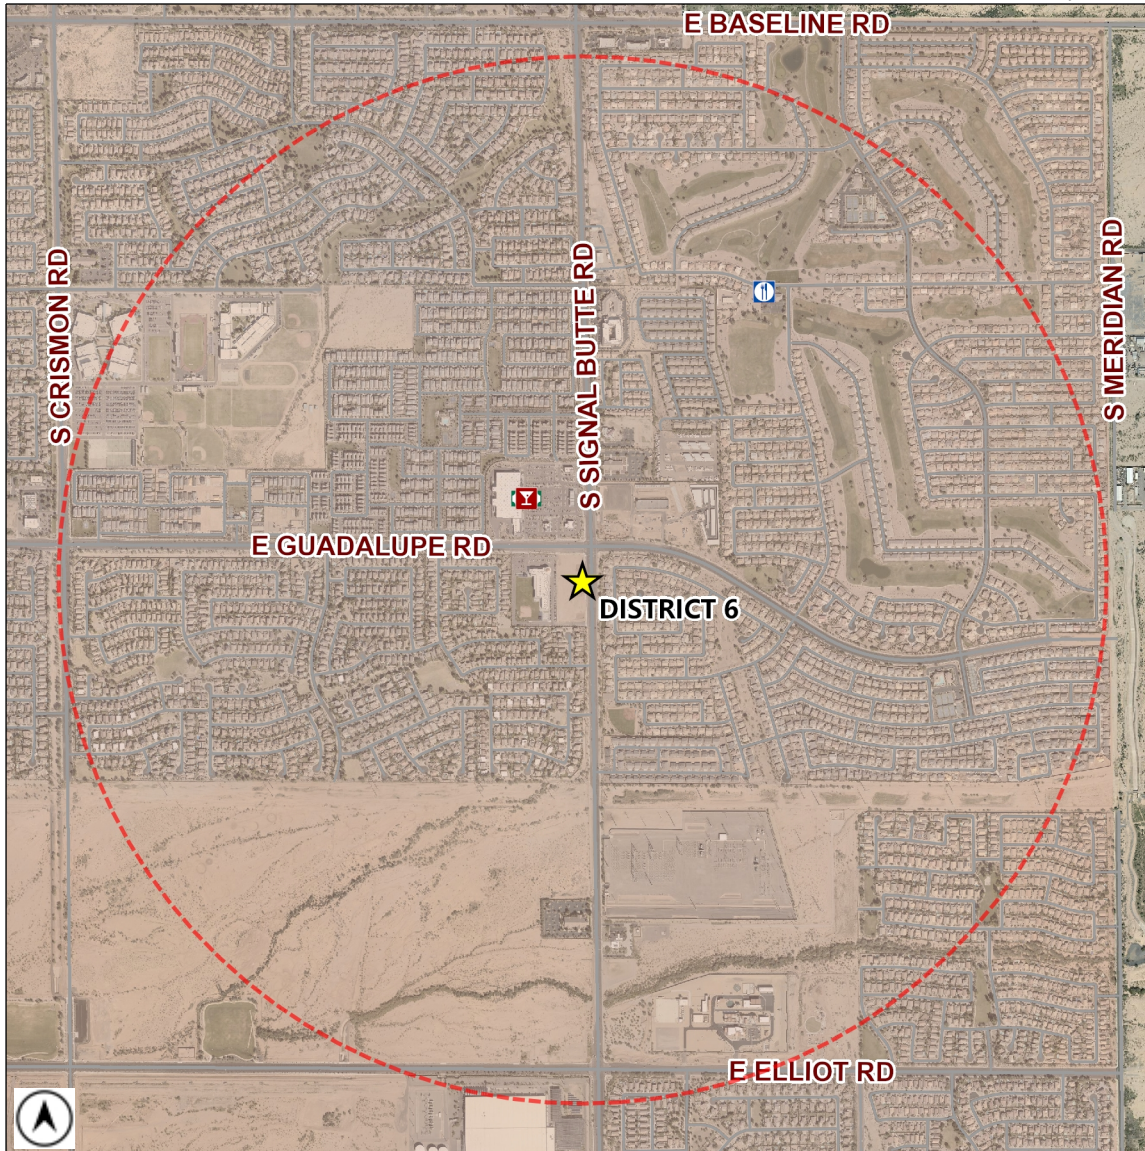 E BASELINE RD
S CRISMON RD
S SIGNAL BUTTE RD
S MERIDIAN RD
E GUADALUPE RD
DISTRICT 6
E ELLIOT RD